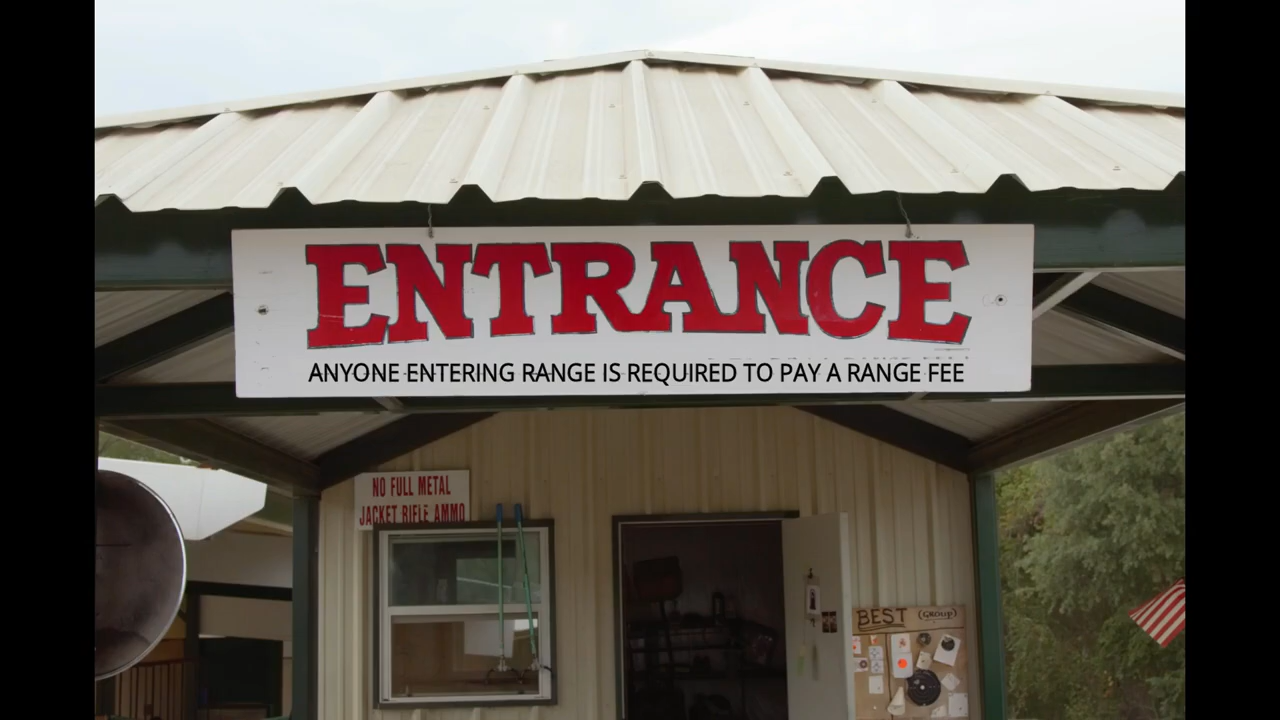 ENTRANCE
ANYONE ENTERING RANGE IS REQUIRED TO PAY A RANGE FEE
NO FULL METAL
JACKET RIFLE AMMO
BEST (GROUP)